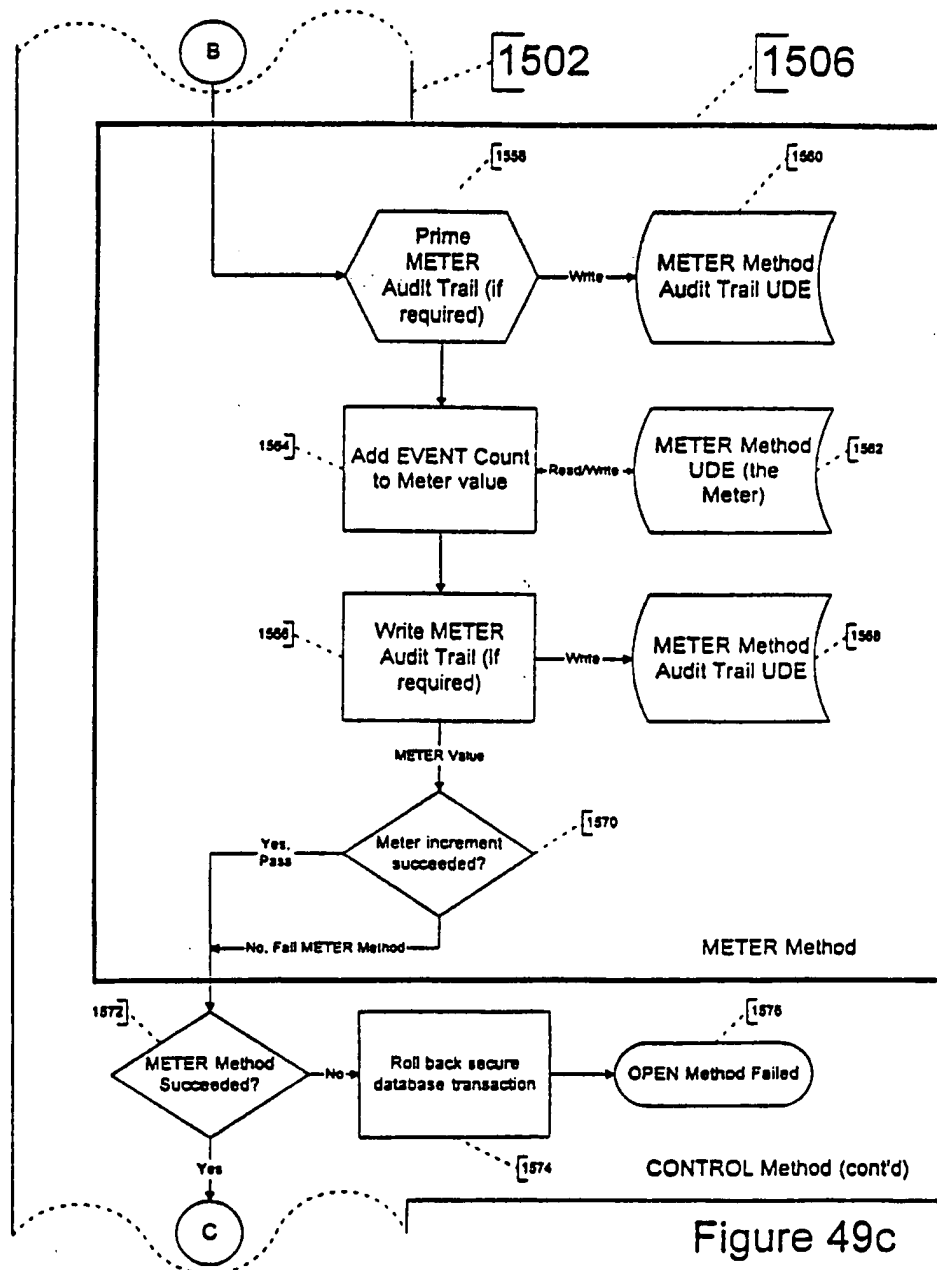 B
1502
1506
1558
1560
Prime
METER
Audit Trail (if
required)
Write
METER Method
Audit Trail UDE
1564
Add EVENT Count
to Meter value
Read/Write
METER Method
UDE (the
Meter)
1562
1566
Write METER
Audit Trail (if
required)
Write
METER Method
Audit Trail UDE
1568
METER Value
Meter increment
succeeded?
1570
Yes,
Pass
No, Fail METER Method
METER Method
1572
METER Method
Succeeded?
No
Roll back secure
database transaction
1574
OPEN Method Failed
1576
Yes
CONTROL Method (cont'd)
C
Figure 49c